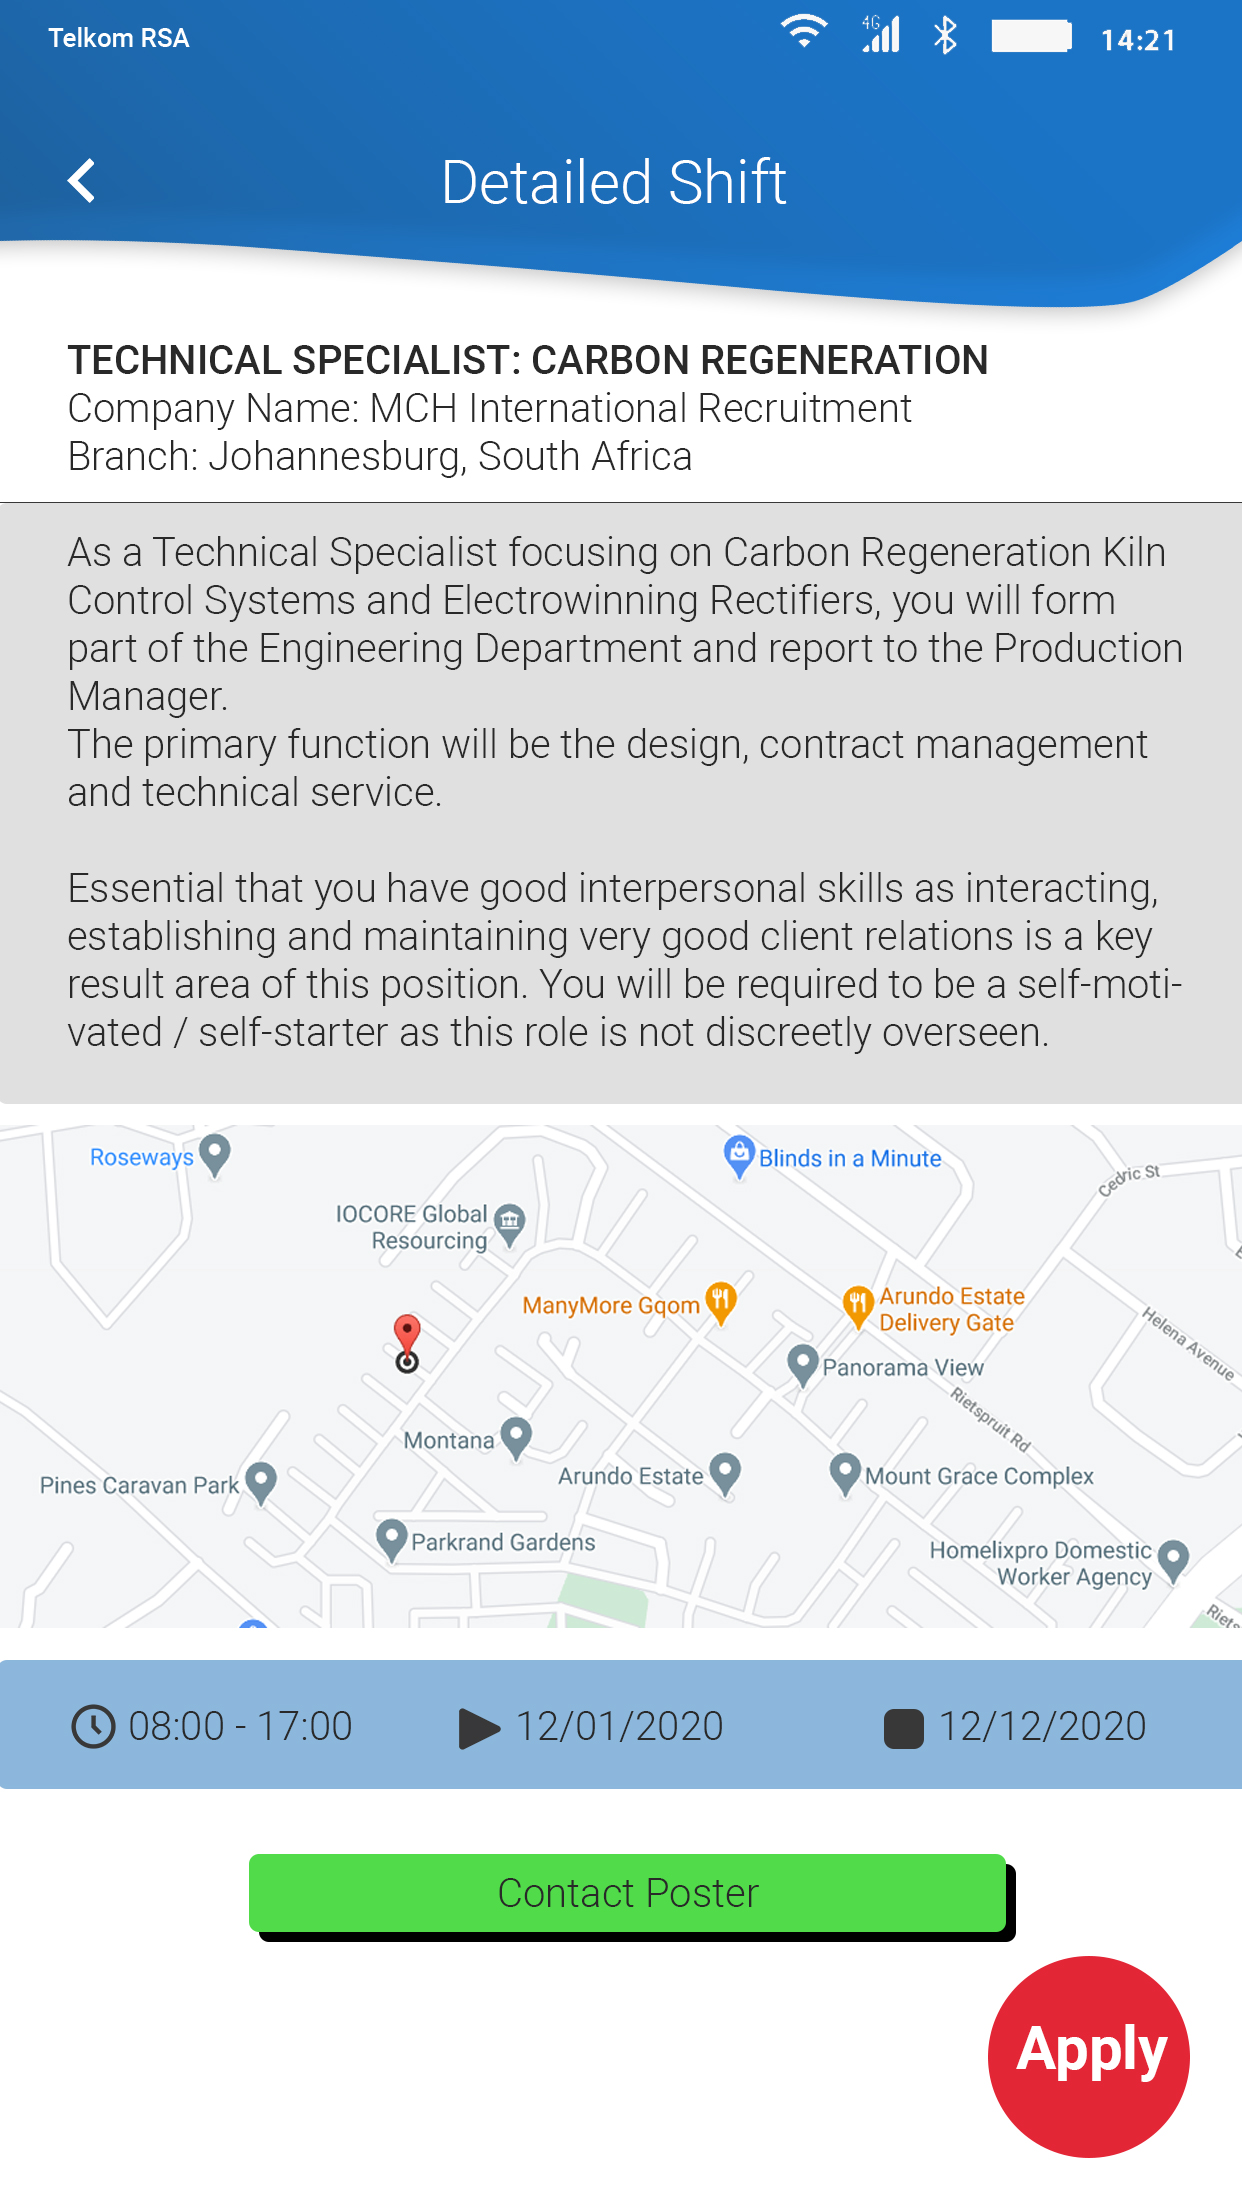 Telkom RSA
4G
14:21
Detailed Shift
TECHNICAL SPECIALIST: CARBON REGENERATION
Company Name: MCH International Recruitment
Branch: Johannesburg, South Africa
As a Technical Specialist focusing on Carbon Regeneration Kiln
Control Systems and Electrowinning Rectifiers, you will form
part of the Engineering Department and report to the Production
Manager.
The primary function will be the design, contract management
and technical service.
Essential that you have good interpersonal skills as interacting,
establishing and maintaining very good client relations is a key
result area of this position. You will be required to be a self-moti-
vated / self-starter as this role is not discreetly overseen.
Roseways
Blinds in a Minute
Cedric St
IOCORE Global
Resourcing
ManyMore Gqom
Arundo Estate
Delivery Gate
Helena Avenue
Panorama View
Rietspruit Rd
Montana
Arundo Estate
Mount Grace Complex
Pines Caravan Park
Parkrand Gardens
Homelixpro Domestic
Worker Agency
Riets
08:00 - 17:00
12/01/2020
12/12/2020
Contact Poster
Apply